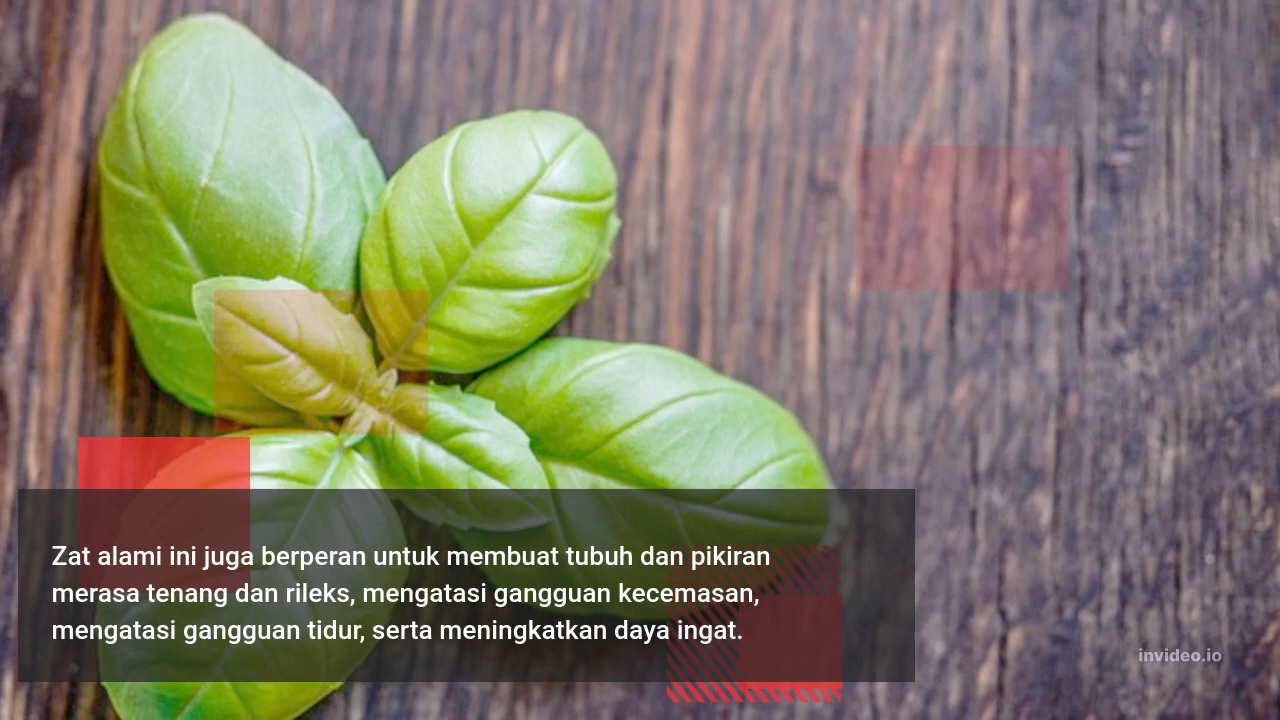 Zat alami ini juga berperan untuk membuat tubuh dan pikiran
merasa tenang dan rileks, mengatasi gangguan kecemasan,
mengatasi gangguan tidur, serta meningkatkan daya ingat.
invideo.io